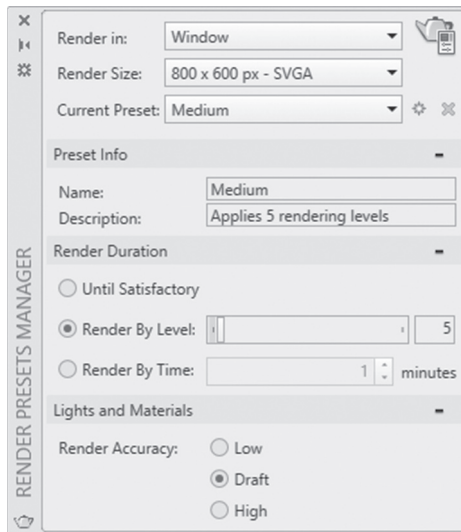 Render in: Window
Render Size: 800 x 600 px - SVGA
Current Preset: Medium
Preset Info
Name: Medium
Description: Applies 5 rendering levels
Render Duration
Until Satisfactory
Render By Level: 5
Render By Time: 1 minutes
Lights and Materials
Render Accuracy: Low
Draft
High
RENDER PRESETS MANAGER